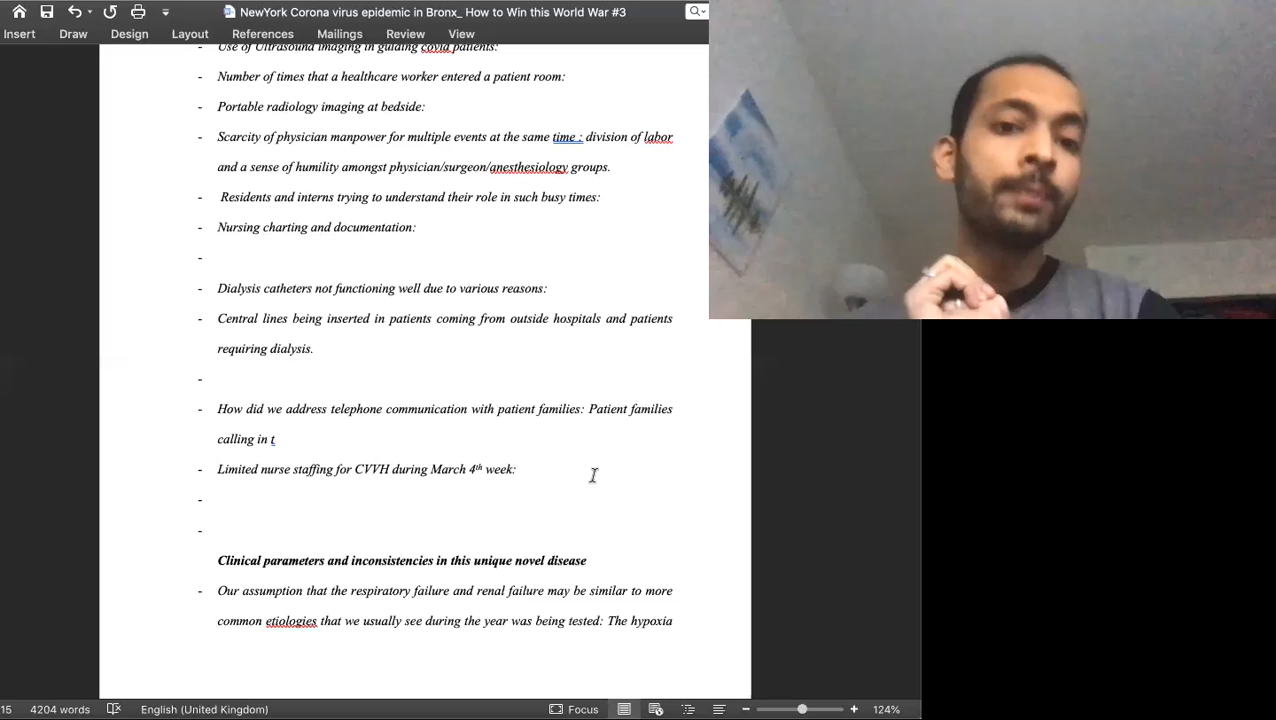 NewYork Corona virus epidemic in Bronx_ How to Win this World War #3
Insert Draw Design Layout References Mailings Review View
- Use of Ultrasound imaging in guiding covid patients:
- Number of times that a healthcare worker entered a patient room:
- Portable radiology imaging at bedside:
- Scarcity of physician manpower for multiple events at the same time : division of labor
and a sense of humility amongst physician/surgeon/anesthesiology groups.
- Residents and interns trying to understand their role in such busy times:
- Nursing charting and documentation:
-
- Dialysis catheters not functioning well due to various reasons:
- Central lines being inserted in patients coming from outside hospitals and patients
requiring dialysis.
-
- How did we address telephone communication with patient families: Patient families
calling in t
- Limited nurse staffing for CVVH during March 4th week:
-
-
Clinical parameters and inconsistencies in this unique novel disease
- Our assumption that the respiratory failure and renal failure may be similar to more
common etiologies that we usually see during the year was being tested: The hypoxia
15 4204 words English (United Kingdom) Focus 124%